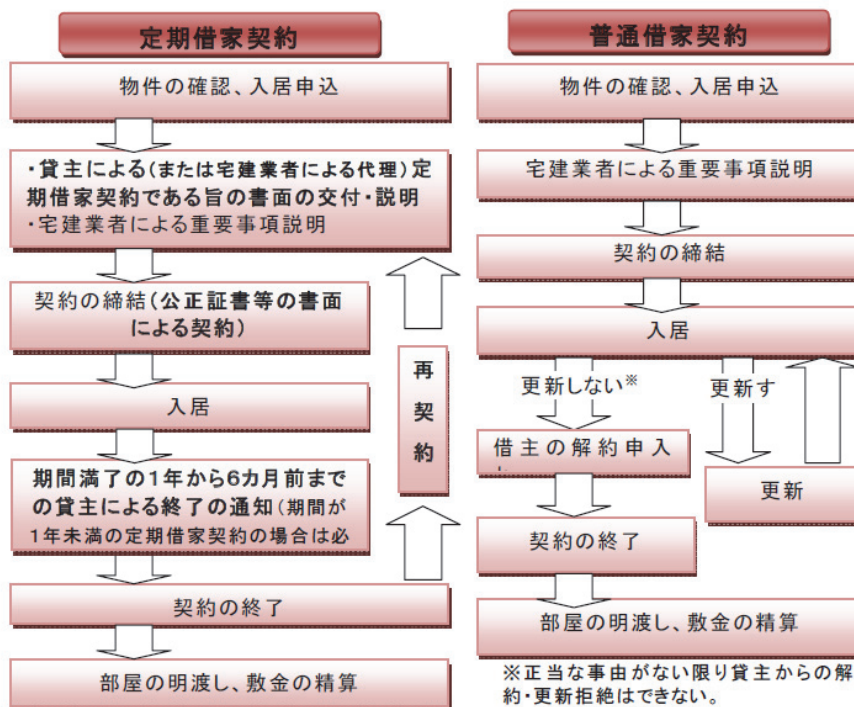 定期借家契約
物件の確認、入居申込
・貸主による(または宅建業者による代理)定
期借家契約である旨の書面の交付・説明
・宅建業者による重要事項説明
契約の締結(公正証書等の書面
による契約)
入居
期間満了の1年から6カ月前まで
の貸主による終了の通知(期間が
1年未満の定期借家契約の場合は必
契約の終了
部屋の明渡し、敷金の精算
再
契
約
普通借家契約
物件の確認、入居申込
宅建業者による重要事項説明
契約の締結
入居
更新しない※
更新す
借主の解約申入
更新
契約の終了
部屋の明渡し、敷金の精算
※正当な事由がない限り貸主からの解
約・更新拒絶はできない。